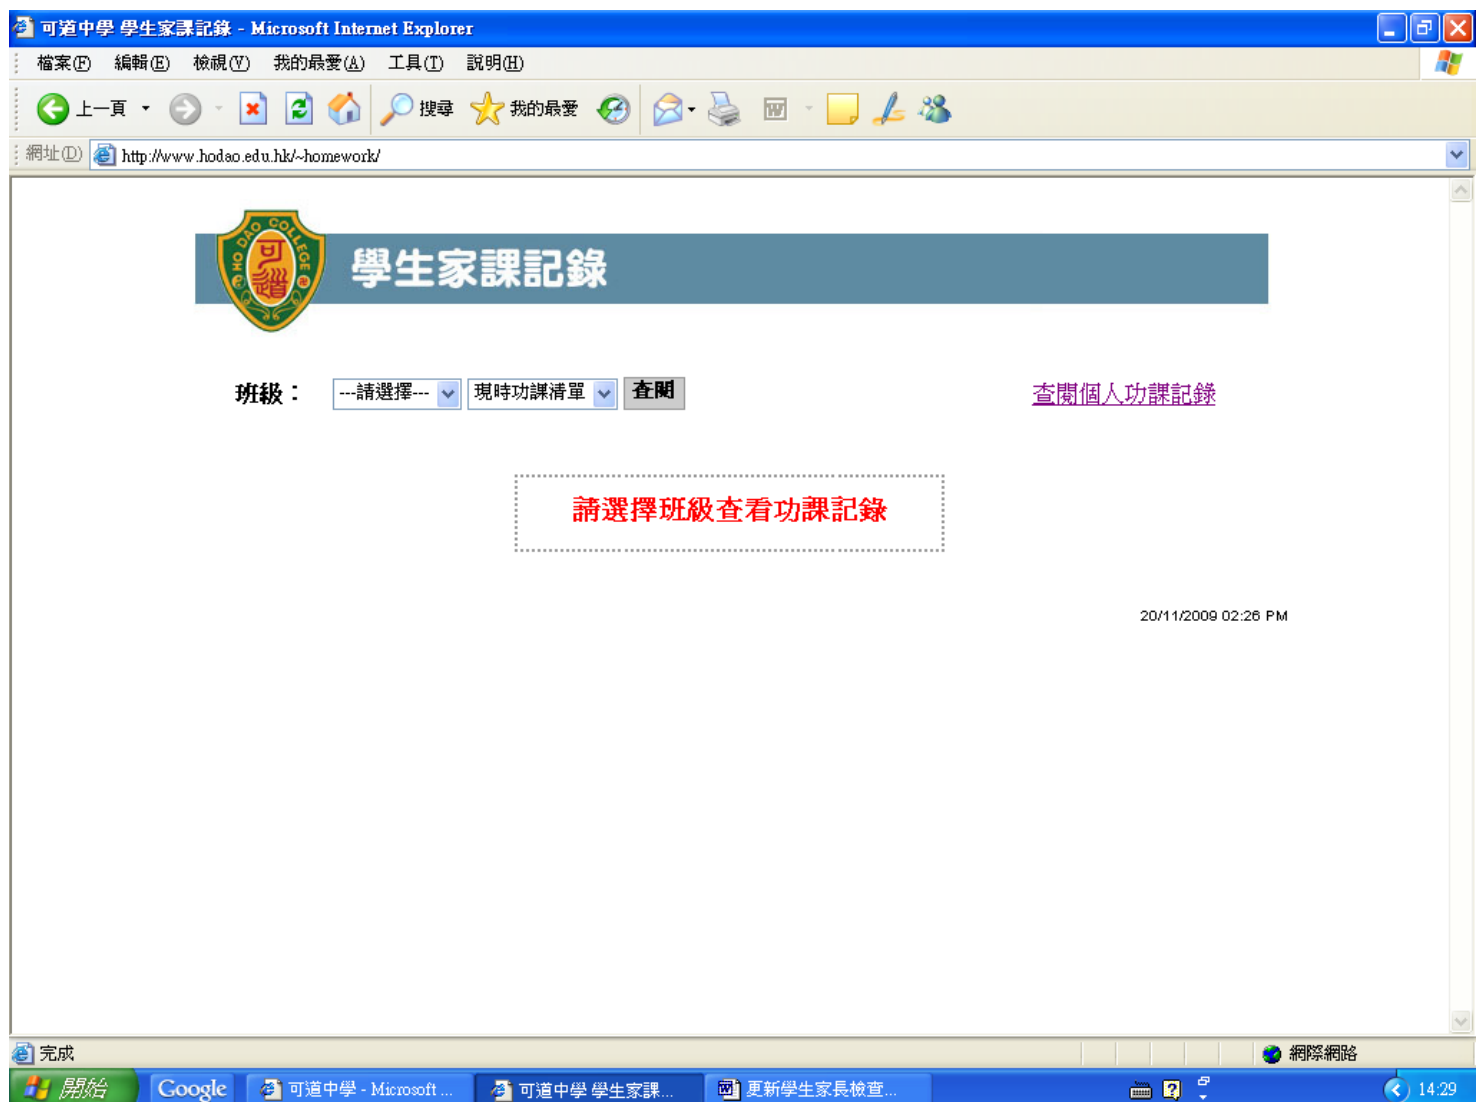 可道中學 學生家課記錄 - Microsoft Internet Explorer
檔案(F) 編輯(E) 檢視(V) 我的最愛(A) 工具(T) 說明(H)
上一頁 搜尋 我的最愛
網址(D) http://www.hodao.edu.hk/~homework/
HO DAO COLLEGE
可道
學生家課記錄
班級： ---請選擇--- 現時功課清單 查閱 查閱個人功課記錄
請選擇班級查看功課記錄
20/11/2009 02:26 PM
完成 網際網路
開始 Google 可道中學 - Microsoft ... 可道中學 學生家課... 更新學生家長檢查... 14:29